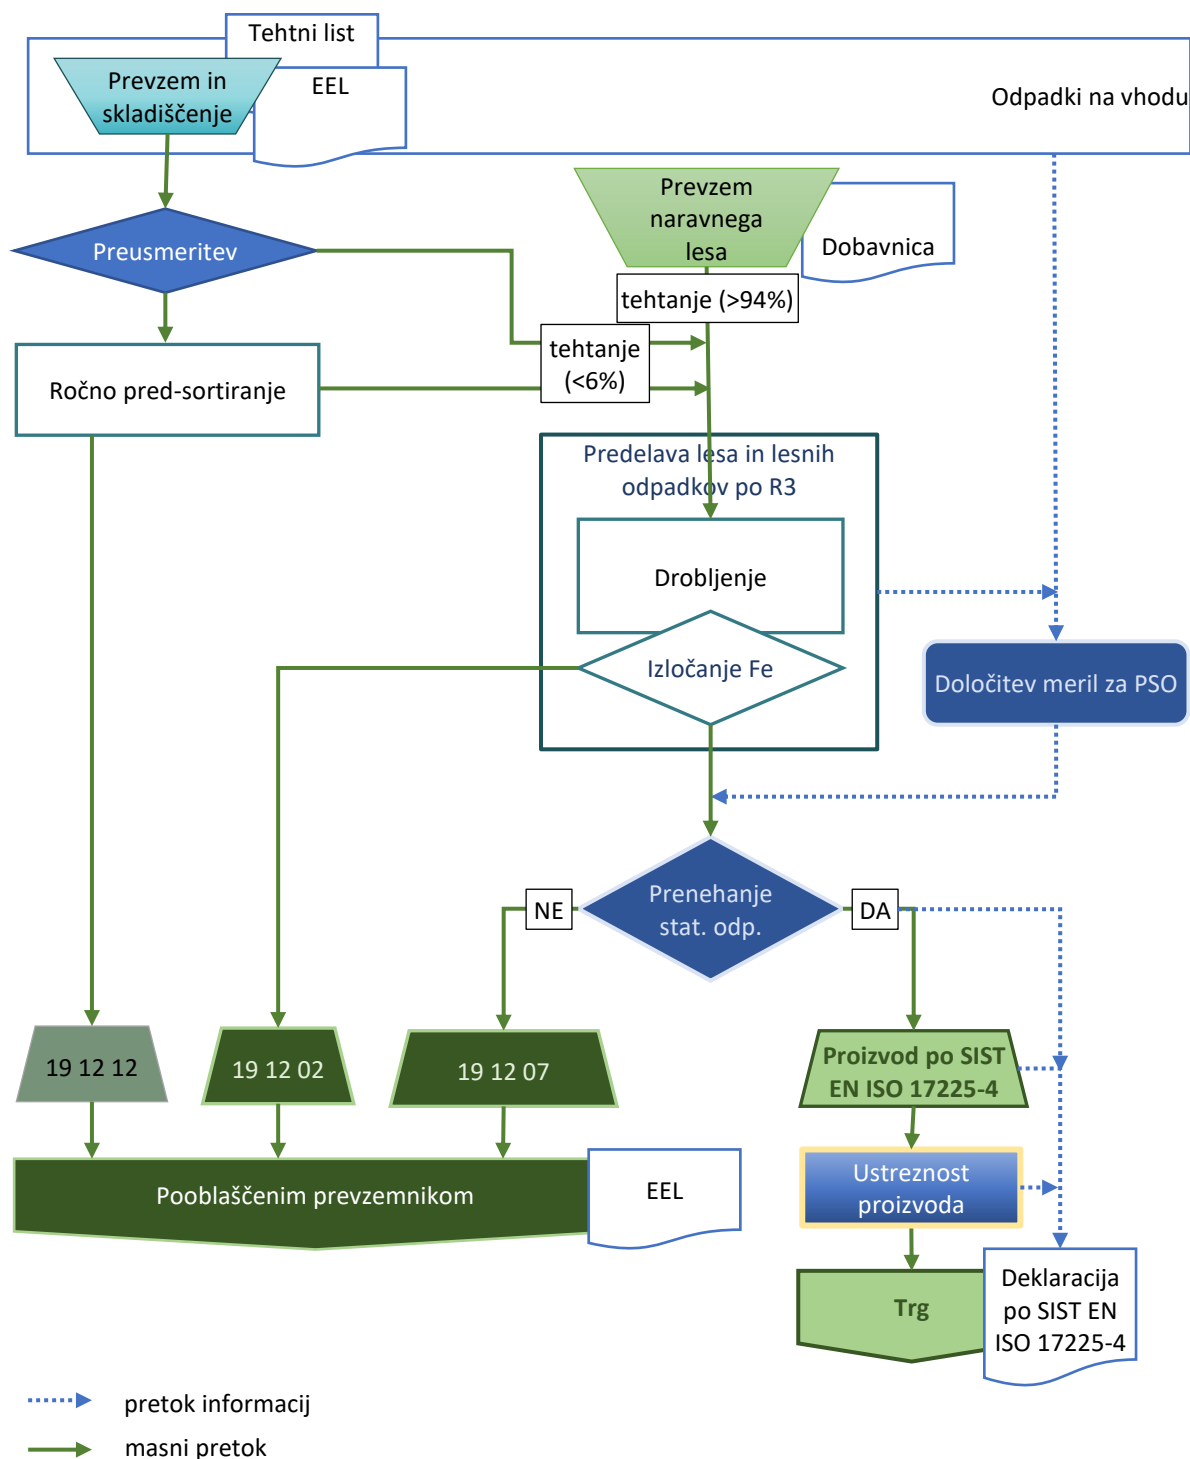 Tehtni list
Prevzem in
skladiščenje
EEL
Odpadki na vhodu
Prevzem
naravnega
lesa
Dobavnica
Preusmeritev
tehtanje (>94%)
tehtanje
(<6%)
Ročno pred-sortiranje
Predelava lesa in lesnih
odpadkov po R3
Drobljenje
Izločanje Fe
Določitev meril za PSO
Prenehanje
stat. odp.
NE
DA
19 12 12
19 12 02
19 12 07
Proizvod po SIST
EN ISO 17225-4
Ustreznost
proizvoda
Pooblaščenim prevzemnikom
EEL
Trg
Deklaracija
po SIST EN
ISO 17225-4
pretok informacij
masni pretok